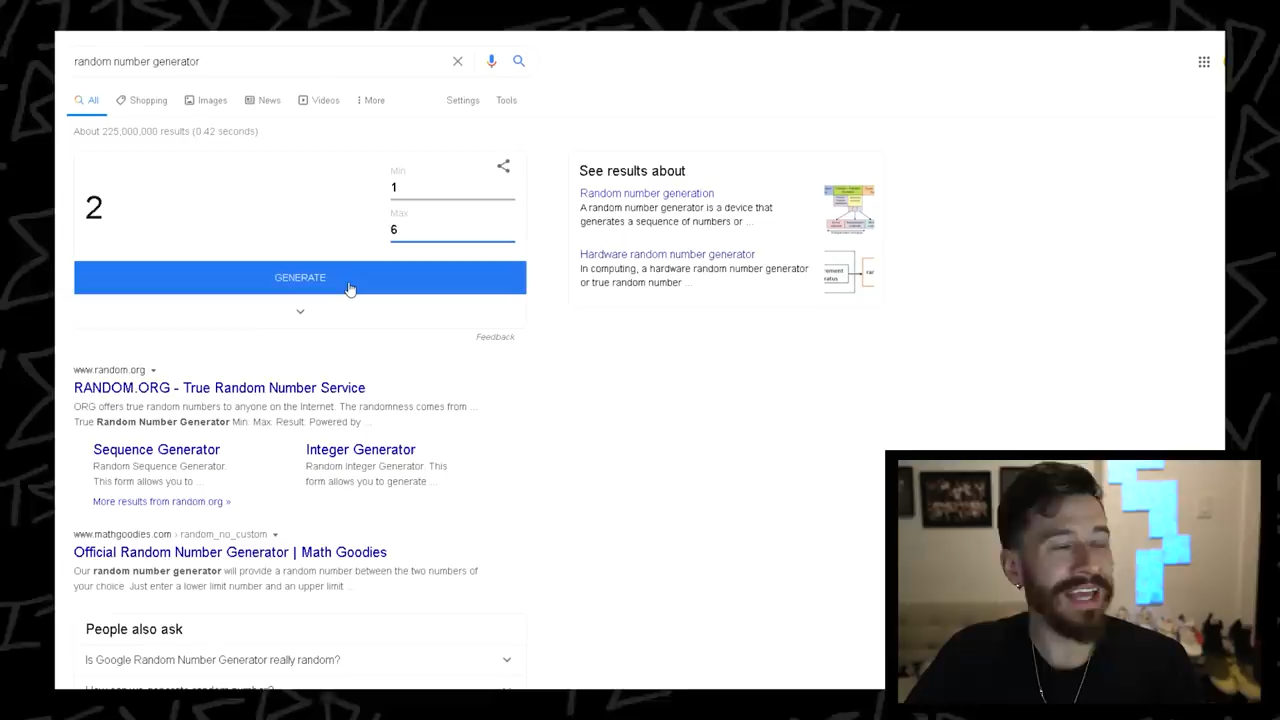 random number generator
All Shopping Images News Videos More Settings Tools
About 225,000,000 results (0.42 seconds)
2
Min
1
Max
6
GENERATE
Feedback
See results about
Random number generation
A random number generator is a device that
generates a sequence of numbers or ...
Hardware random number generator
In computing, a hardware random number generator
or true random number ...
www.random.org
RANDOM.ORG - True Random Number Service
ORG offers true random numbers to anyone on the Internet. The randomness comes from ...
True Random Number Generator Min. Max. Result. Powered by ...
Sequence Generator
Random Sequence Generator.
This form allows you to ...
Integer Generator
Random Integer Generator. This
form allows you to generate ...
More results from random.org »
www.mathgoodies.com › random_no_custom
Official Random Number Generator | Math Goodies
Our random number generator will provide a random number between the two numbers of
your choice. Just enter a lower limit number and an upper limit ...
People also ask
Is Google Random Number Generator really random?